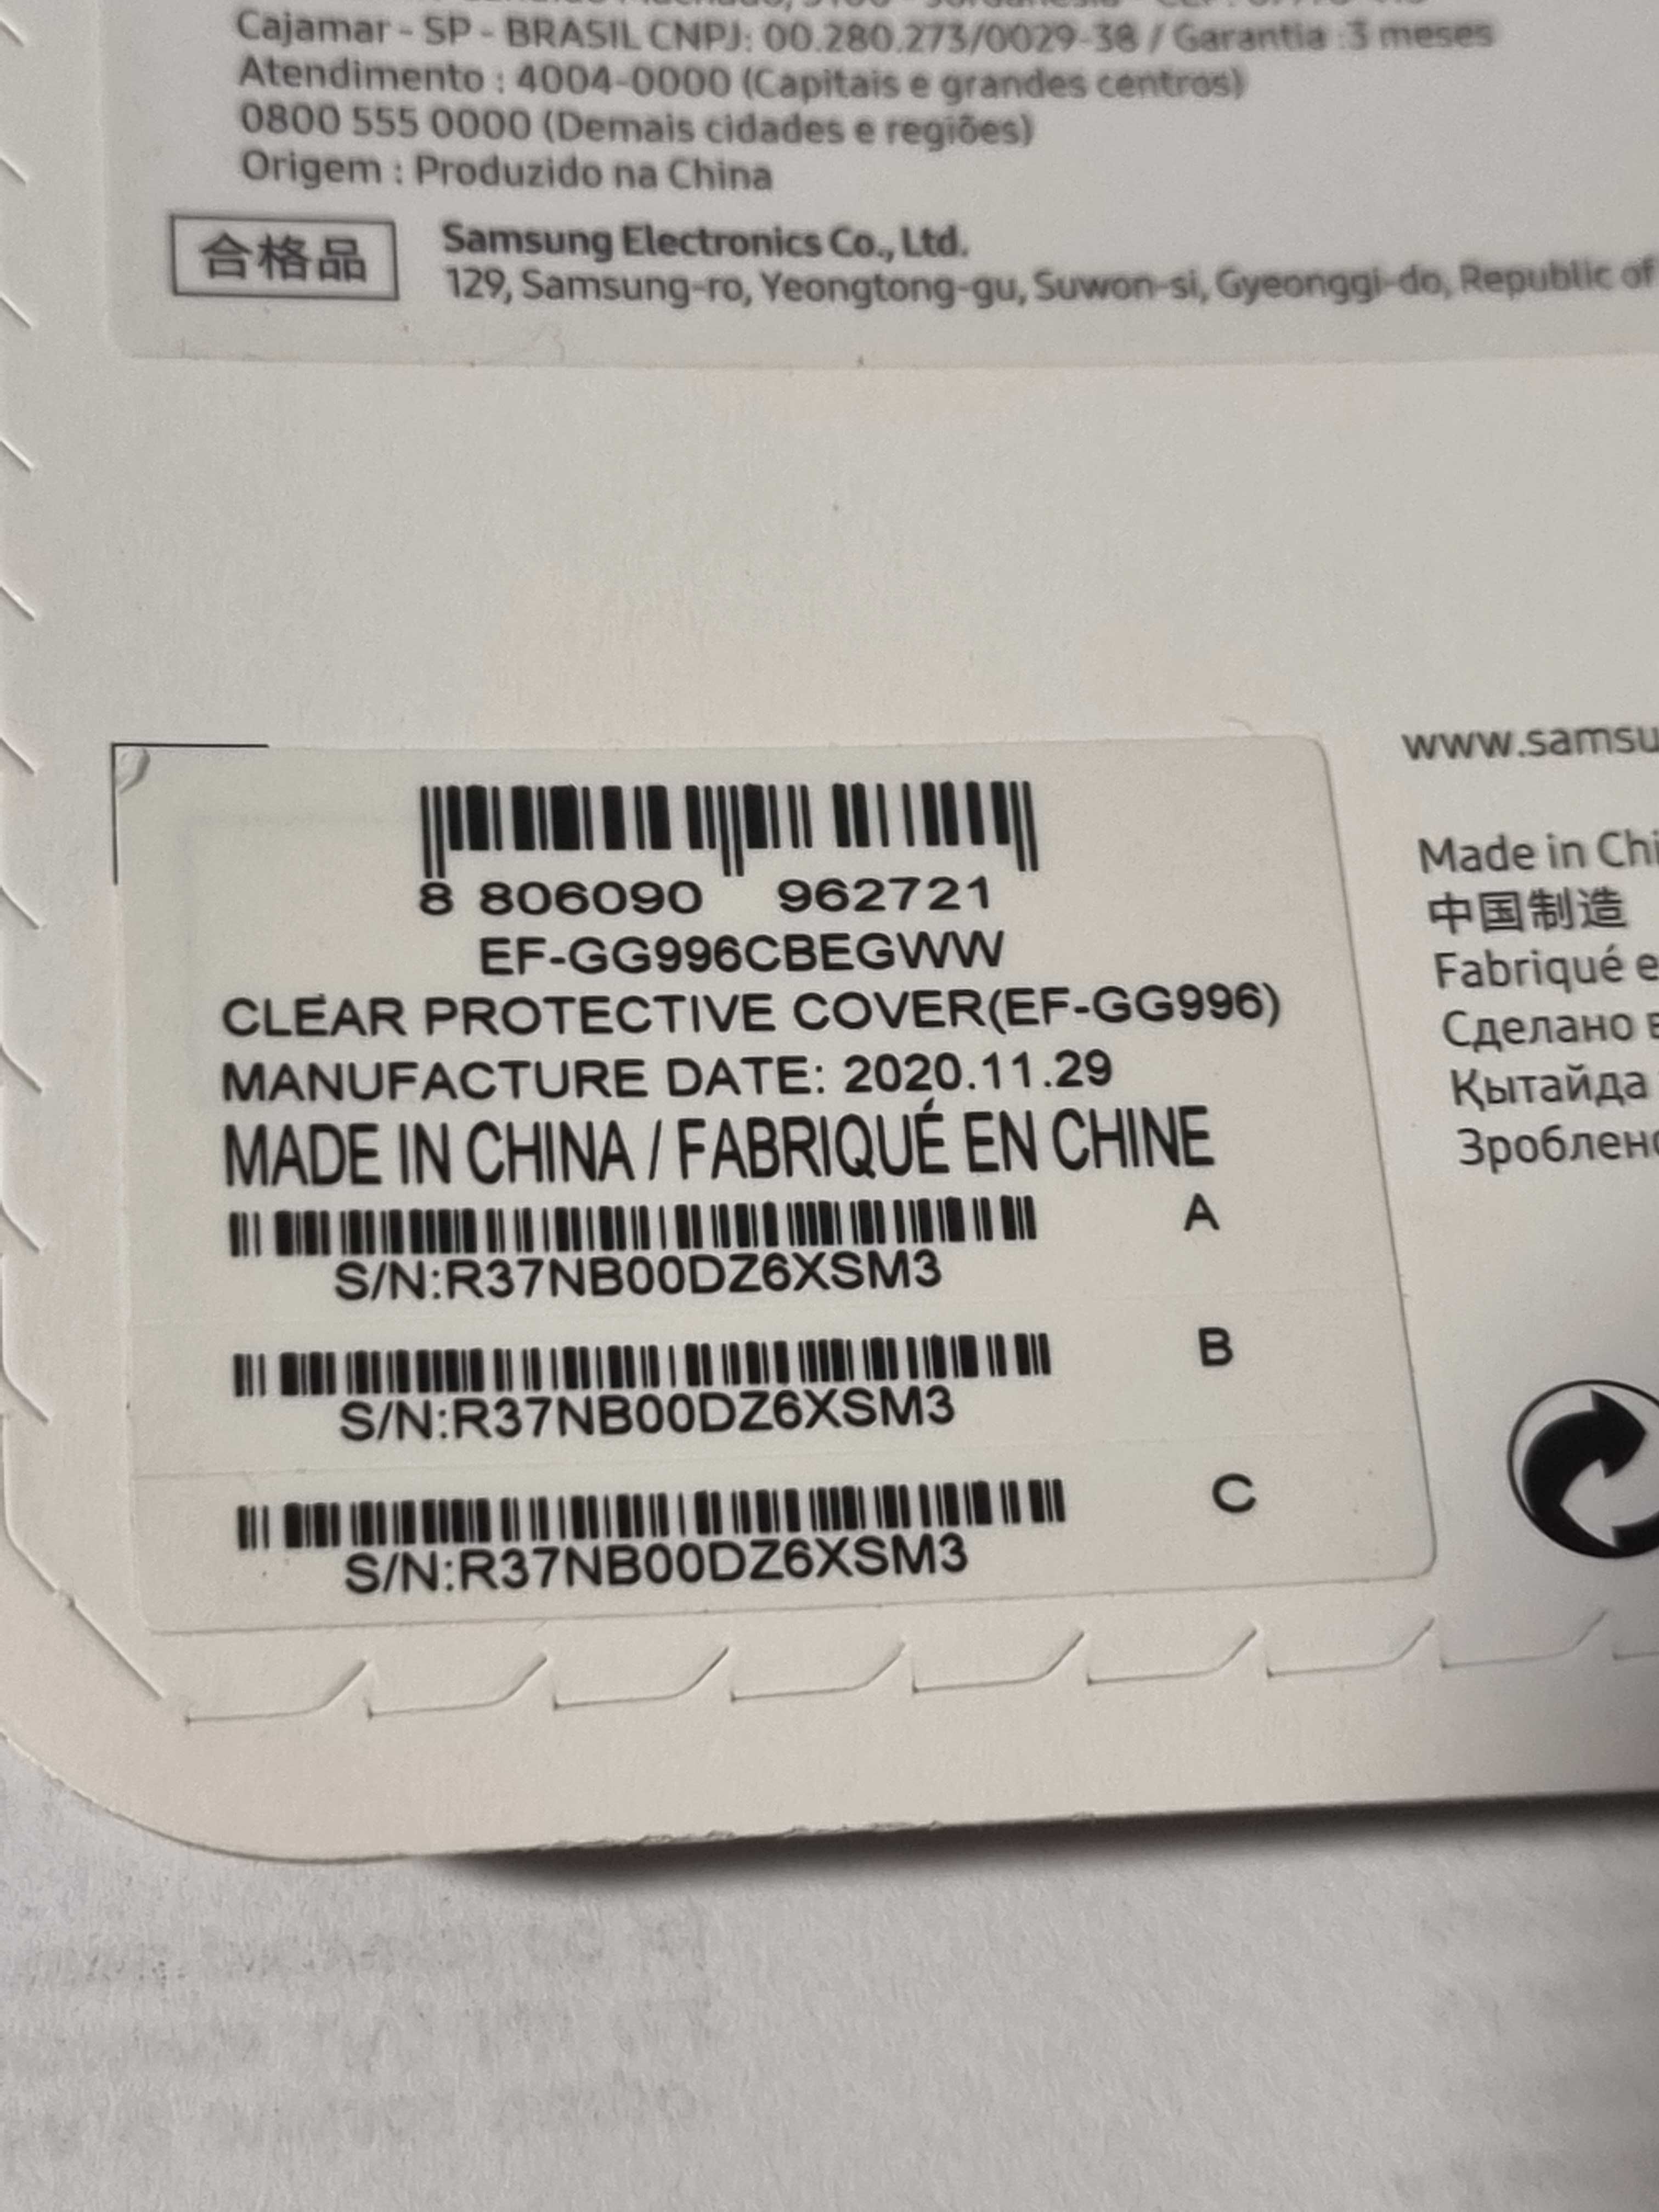 Cajamar - SP - BRASIL CNPJ: 00.280.273/0029-38 / Garantia :3 meses
Atendimento : 4004-0000 (Capitais e grandes centros)
0800 555 0000 (Demais cidades e regiões)
Origem : Produzido na China
合格品
Samsung Electronics Co., Ltd.
129, Samsung-ro, Yeongtong-gu, Suwon-si, Gyeonggi-do, Republic of
8 806090 962721
EF-GG996CBEGWW
CLEAR PROTECTIVE COVER(EF-GG996)
MANUFACTURE DATE: 2020.11.29
MADE IN CHINA / FABRIQUÉ EN CHINE
A
S/N:R37NB00DZ6XSM3
B
S/N:R37NB00DZ6XSM3
C
S/N:R37NB00DZ6XSM3
www.samsu
Made in Chi
中国制造
Fabriqué e
Сделано в
Қытайда
Зроблено